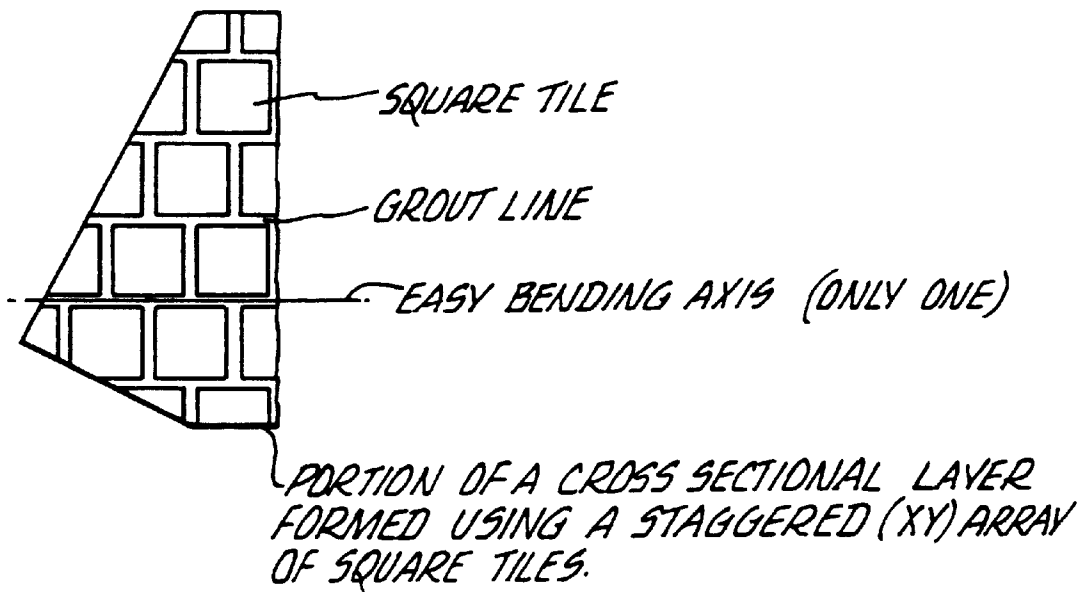 SQUARE TILE
GROUT LINE
EASY BENDING AXIS (ONLY ONE)
PORTION OF A CROSS SECTIONAL LAYER
FORMED USING A STAGGERED (XY) ARRAY
OF SQUARE TILES.